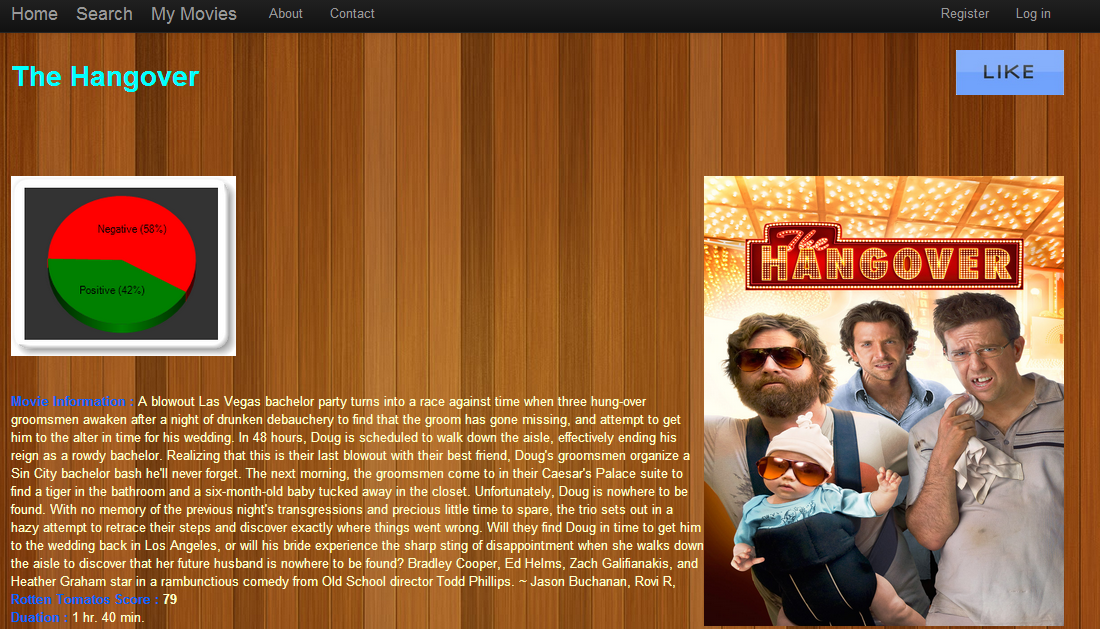 Home Search My Movies About Contact Register Log in
The Hangover
LIKE
Negative (58%)
Positive (42%)
The
HANGOVER
Movie Information : A blowout Las Vegas bachelor party turns into a race against time when three hung-over
groomsmen awaken after a night of drunken debauchery to find that the groom has gone missing, and attempt to get
him to the alter in time for his wedding. In 48 hours, Doug is scheduled to walk down the aisle, effectively ending his
reign as a rowdy bachelor. Realizing that this is their last blowout with their best friend, Doug's groomsmen organize a
Sin City bachelor bash he'll never forget. The next morning, the groomsmen come to in their Caesar's Palace suite to
find a tiger in the bathroom and a six-month-old baby tucked away in the closet. Unfortunately, Doug is nowhere to be
found. With no memory of the previous night's transgressions and precious little time to spare, the trio sets out in a
hazy attempt to retrace their steps and discover exactly where things went wrong. Will they find Doug in time to get him
to the wedding back in Los Angeles, or will his bride experience the sharp sting of disappointment when she walks down
the aisle to discover that her future husband is nowhere to be found? Bradley Cooper, Ed Helms, Zach Galifianakis, and
Heather Graham star in a rambunctious comedy from Old School director Todd Phillips. ~ Jason Buchanan, Rovi R,
Rotten Tomatos Score : 79
Duation : 1 hr. 40 min.